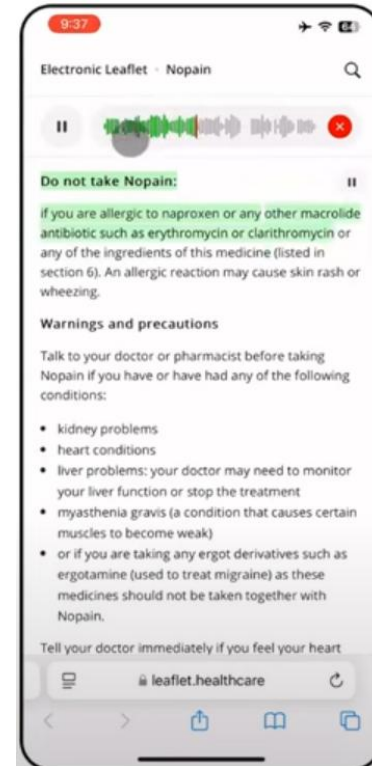 9:37
64
Electronic Leaflet · Nopain
Do not take Nopain:
if you are allergic to naproxen or any other macrolide
antibiotic such as erythromycin or clarithromycin or
any of the ingredients of this medicine (listed in
section 6). An allergic reaction may cause skin rash or
wheezing.
Warnings and precautions
Talk to your doctor or pharmacist before taking
Nopain if you have or have had any of the following
conditions:
• kidney problems
• heart conditions
• liver problems: your doctor may need to monitor
your liver function or stop the treatment
• myasthenia gravis (a condition that causes certain
muscles to become weak)
• or if you are taking any ergot derivatives such as
ergotamine (used to treat migraine) as these
medicines should not be taken together with
Nopain.
Tell your doctor immediately if you feel your heart
leaflet.healthcare